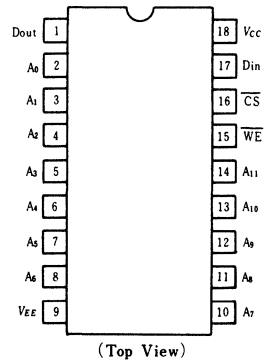 Dout 1 18 Vcc
A0 2 17 Din
A1 3 16 CS
A2 4 15 WE
A3 5 14 A11
A4 6 13 A10
A5 7 12 A9
A6 8 11 A8
VEE 9 10 A7
(Top View)